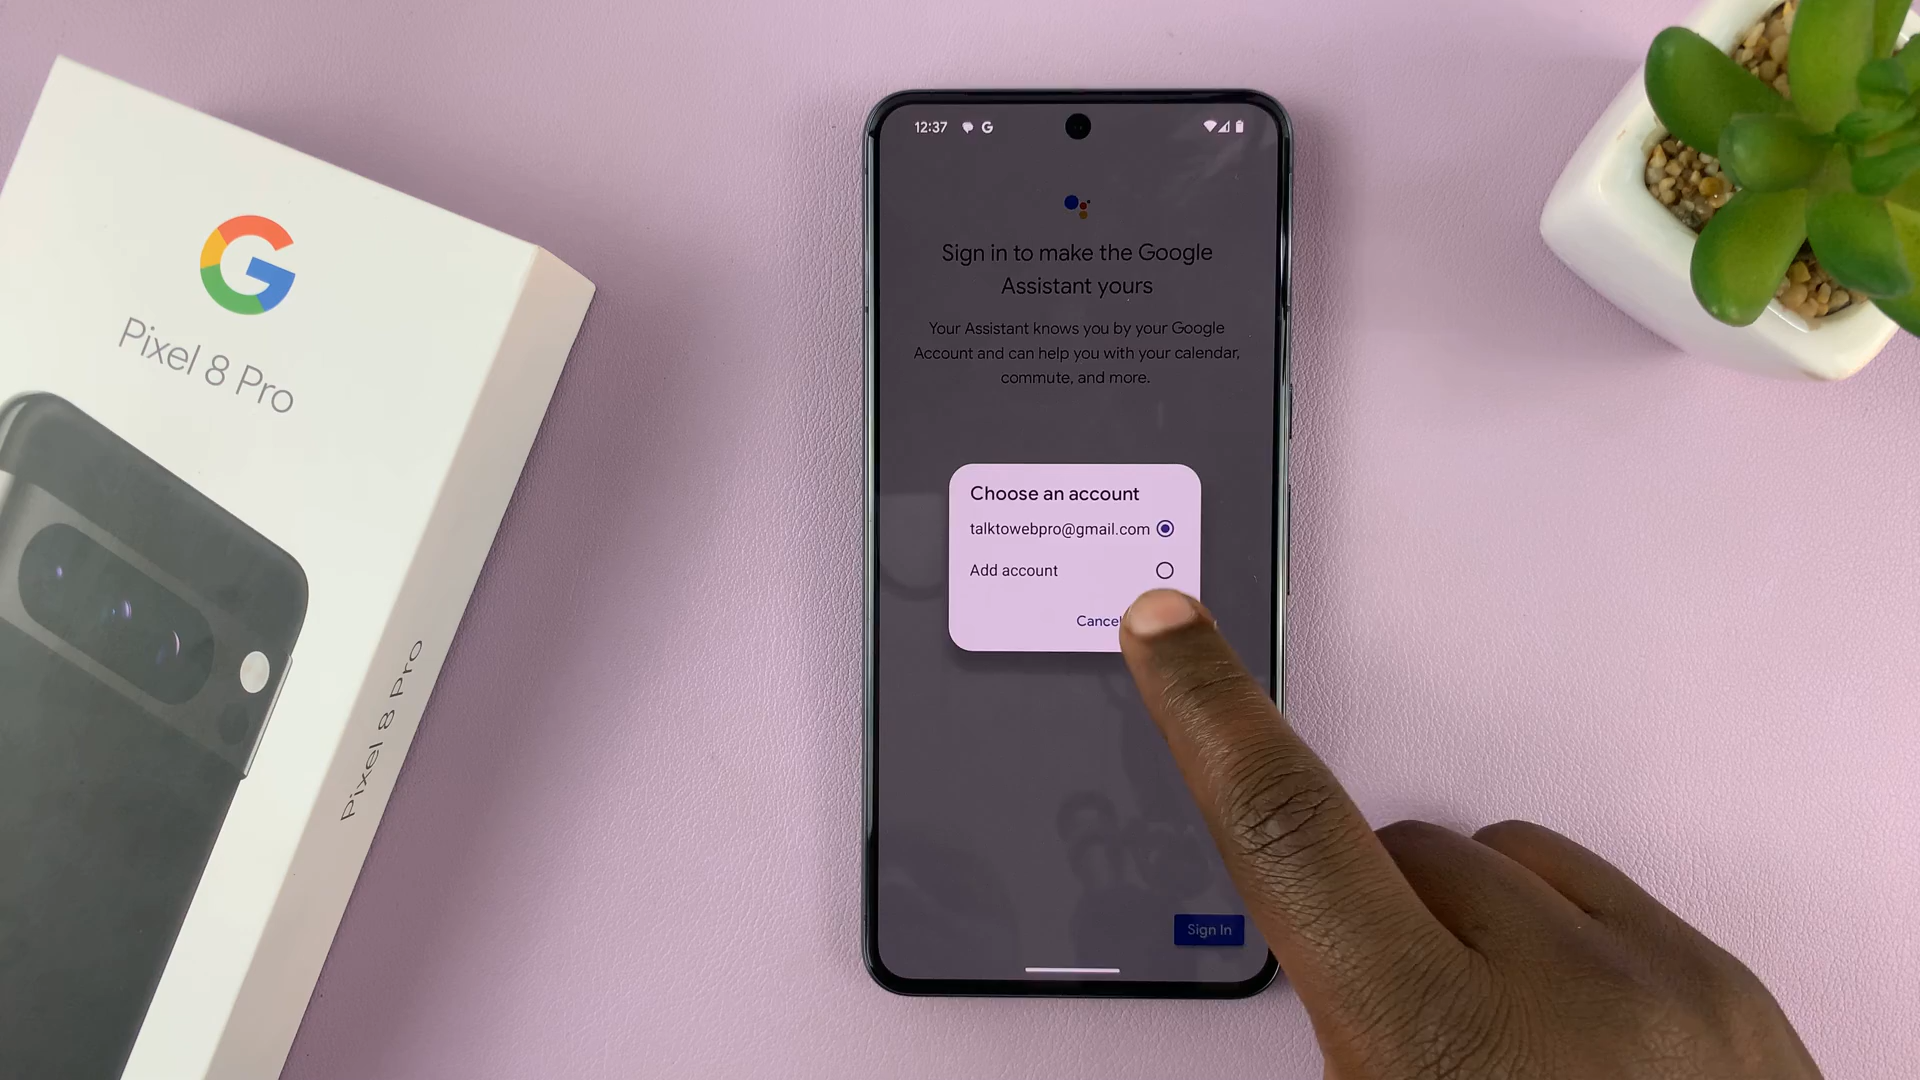 G
Pixel 8 Pro
Pixel 8 Pro
12:37 G
Sign in to make the Google
Assistant yours
Your Assistant knows you by your Google
Account and can help you with your calendar,
commute, and more.
Choose an account
talktowebpro@gmail.com
Add account
Cancel
Sign In